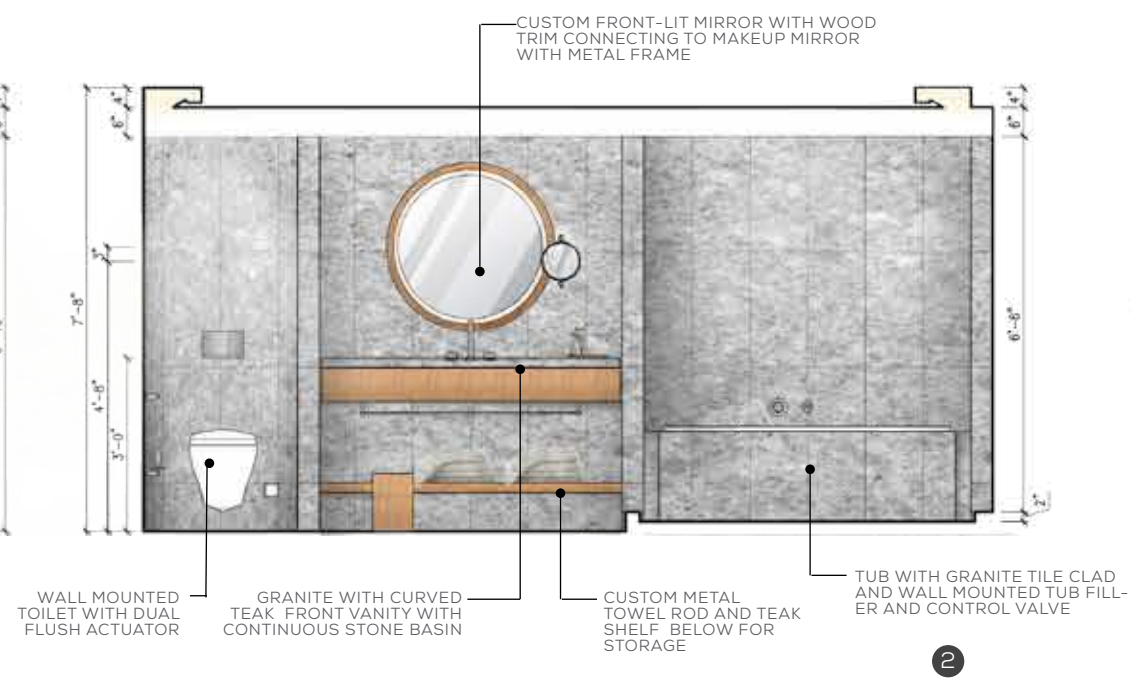 CUSTOM FRONT-LIT MIRROR WITH WOOD
TRIM CONNECTING TO MAKEUP MIRROR
WITH METAL FRAME
4"
6"
3"
7'-8"
4'-8"
3'-0"
4"
6"
6'-8"
2"
WALL MOUNTED
TOILET WITH DUAL
FLUSH ACTUATOR
GRANITE WITH CURVED
TEAK FRONT VANITY WITH
CONTINUOUS STONE BASIN
CUSTOM METAL
TOWEL ROD AND TEAK
SHELF BELOW FOR
STORAGE
TUB WITH GRANITE TILE CLAD
AND WALL MOUNTED TUB FILL-
ER AND CONTROL VALVE
2